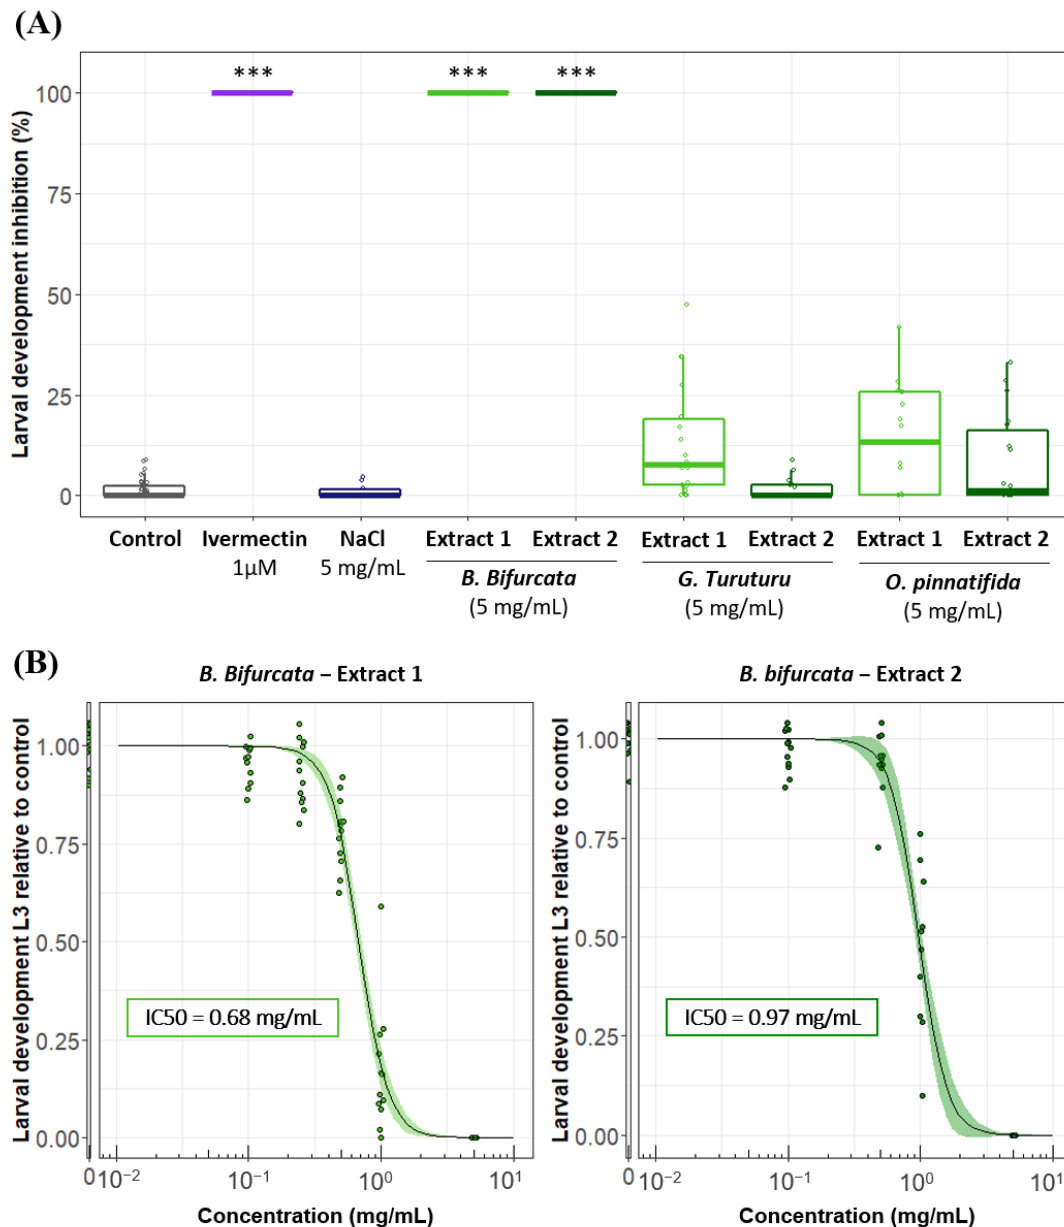 (A)
Larval development inhibition (%)
100
75
50
25
0
*** *** ***
Control Ivermectin NaCl Extract 1 Extract 2 Extract 1 Extract 2 Extract 1 Extract 2
1µM 5 mg/mL B. Bifurcata G. Turuturu O. pinnatifida
(5 mg/mL) (5 mg/mL) (5 mg/mL)
(B)
B. Bifurcata – Extract 1
Larval development L3 relative to control
1.00
0.75
0.50
0.25
0.00
IC50 = 0.68 mg/mL
0 10⁻² 10⁻¹ 10⁰ 10¹
Concentration (mg/mL)
B. bifurcata – Extract 2
Larval development L3 relative to control
1.00
0.75
0.50
0.25
0.00
IC50 = 0.97 mg/mL
0 10⁻² 10⁻¹ 10⁰ 10¹
Concentration (mg/mL)